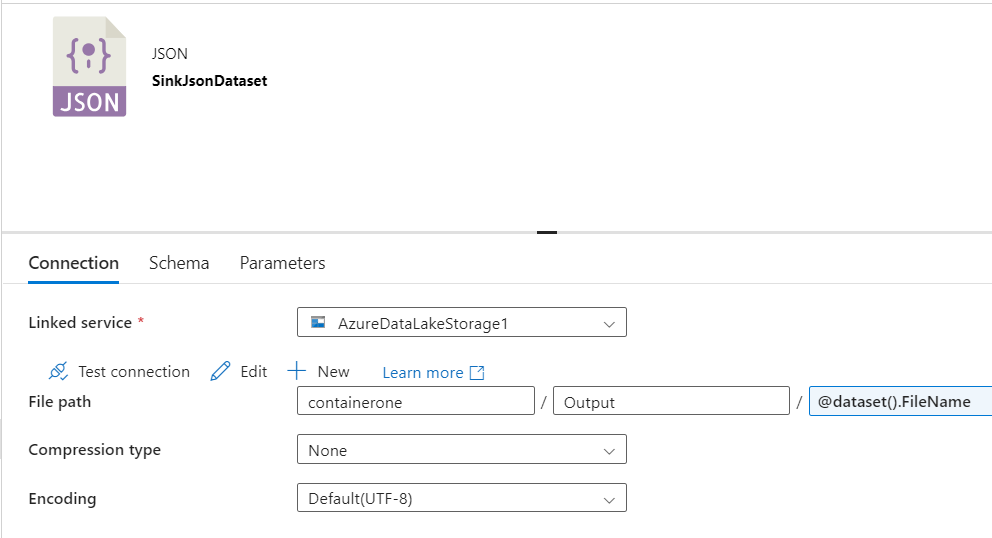 { }
JSON
JSON
SinkJsonDataset
Connection Schema Parameters
Linked service *
AzureDataLakeStorage1
Test connection Edit New Learn more
File path containerone / Output / @dataset().FileName
Compression type None
Encoding Default(UTF-8)